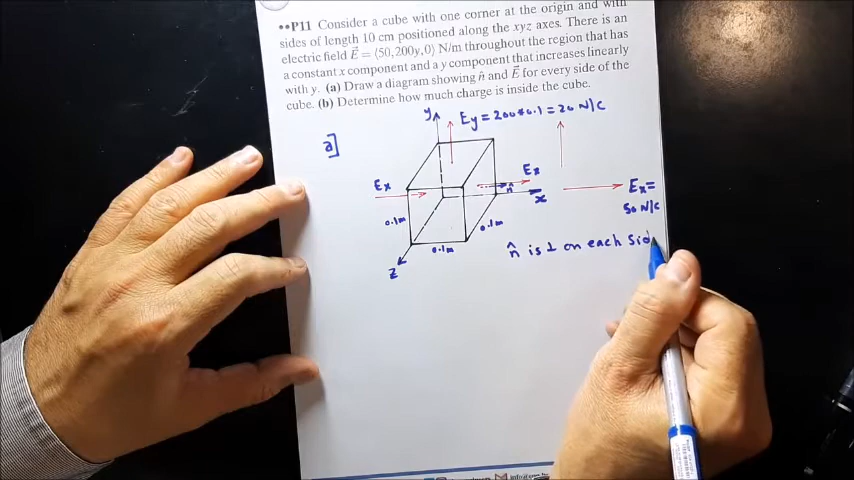 ••P11 Consider a cube with one corner at the origin and with
sides of length 10 cm positioned along the xyz axes. There is an
electric field E⃗ = ⟨50, 200y, 0⟩ N/m throughout the region that has
a constant x component and a y component that increases linearly
with y. (a) Draw a diagram showing n̂ and E⃗ for every side of the
cube. (b) Determine how much charge is inside the cube.
a]
y
Ey = 200*0.1 = 20 N/C
Ex
Ex
n̂
x
Ex =
50 N/C
0.1m
0.1m
0.1m
z
n̂ is ⊥ on each Sid